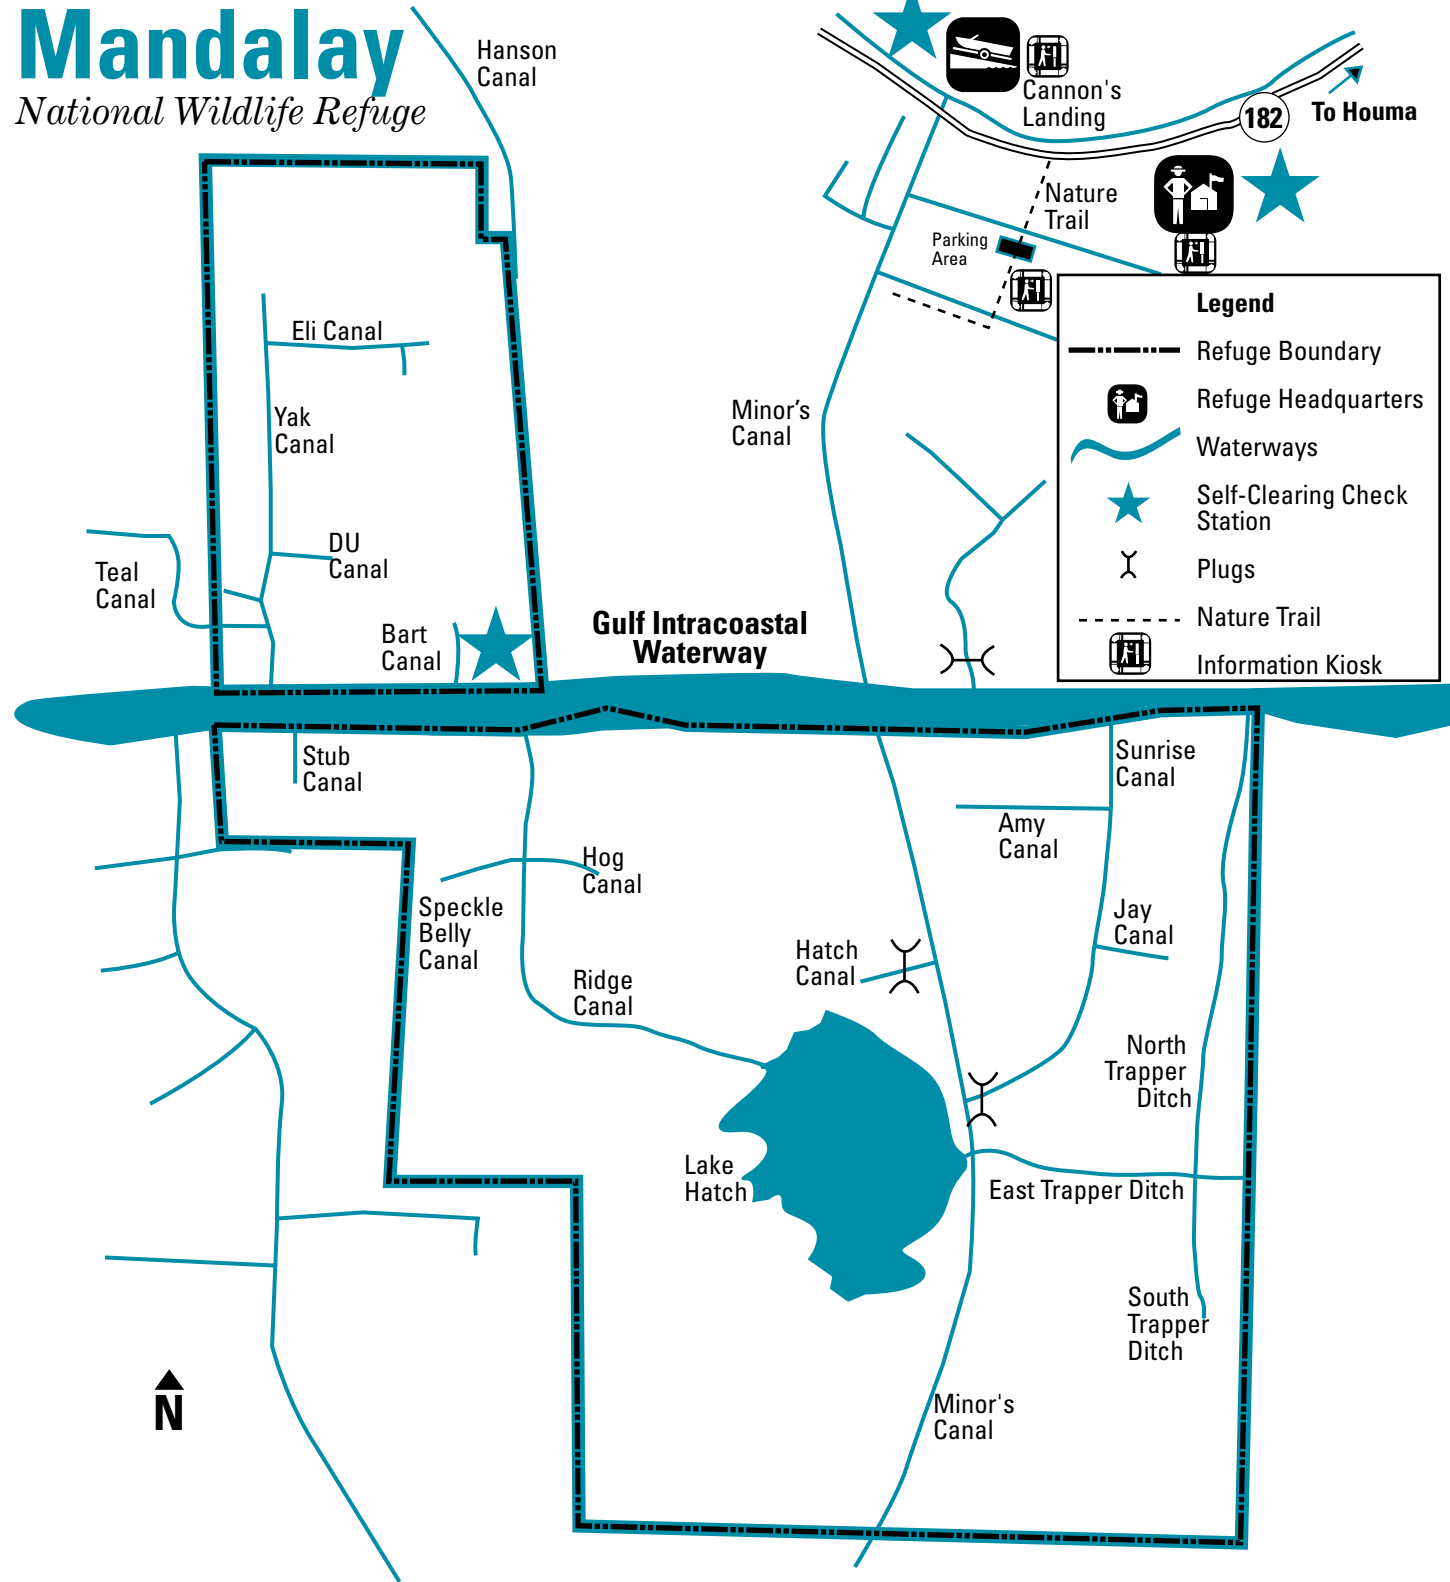 Mandalay
National Wildlife Refuge
Hanson
Canal
Cannon's
Landing
182
To Houma
Nature
Trail
Parking
Area
Legend
Refuge Boundary
Refuge Headquarters
Waterways
Self-Clearing Check
Station
Plugs
Nature Trail
Information Kiosk
Eli Canal
Yak
Canal
Minor’s
Canal
DU
Canal
Teal
Canal
Bart
Canal
Gulf Intracoastal
Waterway
Stub
Canal
Sunrise
Canal
Amy
Canal
Hog
Canal
Speckle
Belly
Canal
Jay
Canal
Hatch
Canal
Ridge
Canal
North
Trapper
Ditch
Lake
Hatch
East Trapper Ditch
South
Trapper
Ditch
N
Minor's
Canal